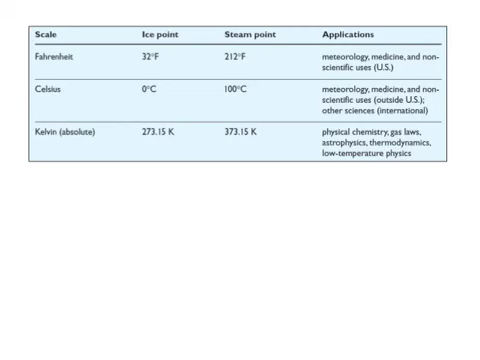 Scale Ice point Steam point Applications
Fahrenheit 32°F 212°F meteorology, medicine, and non-
scientific uses (U.S.)
Celsius 0°C 100°C meteorology, medicine, and non-
scientific uses (outside U.S.);
other sciences (international)
Kelvin (absolute) 273.15 K 373.15 K physical chemistry, gas laws,
astrophysics, thermodynamics,
low-temperature physics